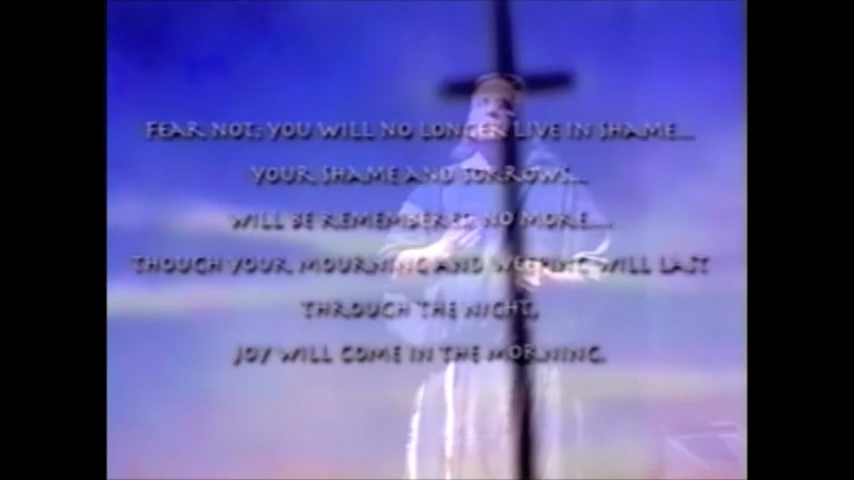 FEAR NOT; YOU WILL NO LONGER LIVE IN SHAME...
YOUR SHAME AND SORROWS...
WILL BE REMEMBERED NO MORE...
THOUGH YOUR MOURNING AND WEEPING WILL LAST
THROUGH THE NIGHT,
JOY WILL COME IN THE MORNING.